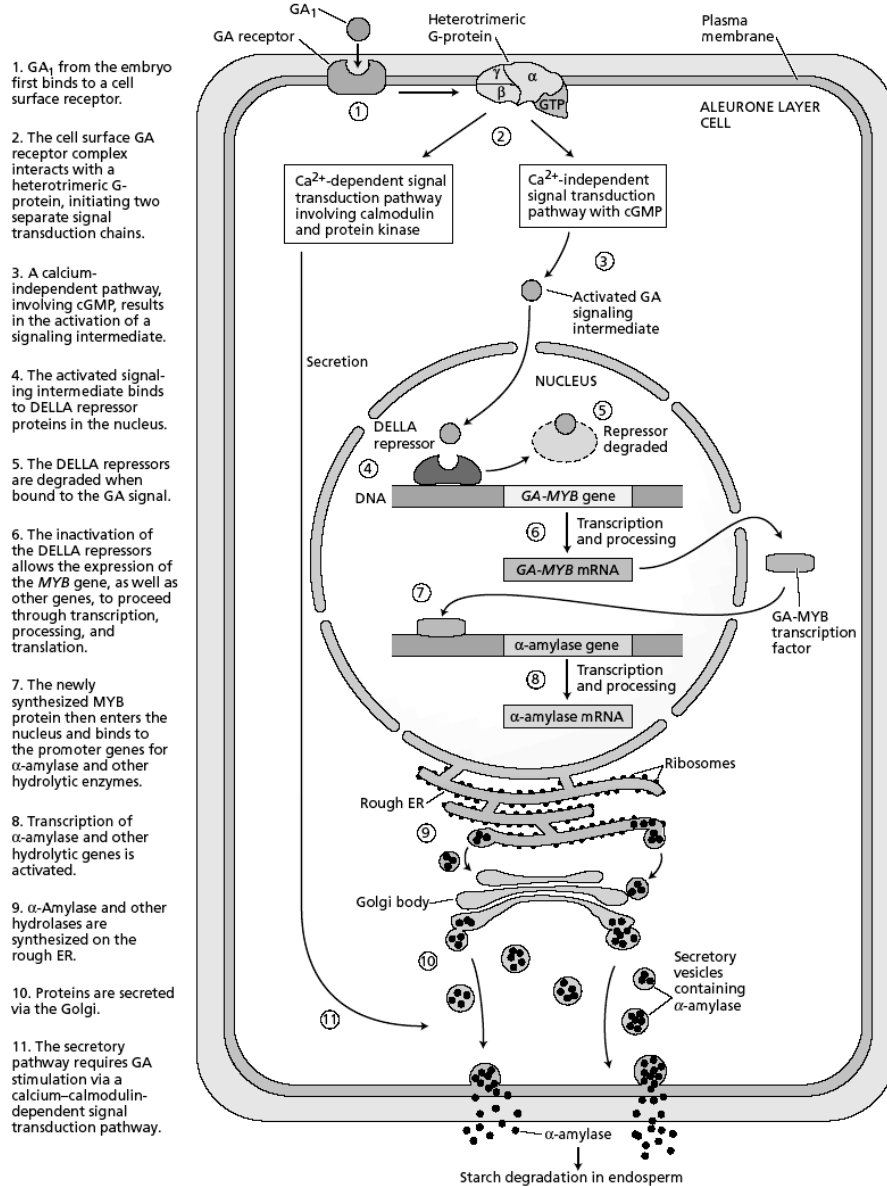 1. GA₁ from the embryo
first binds to a cell
surface receptor.
2. The cell surface GA
receptor complex
interacts with a
heterotrimeric G-
protein, initiating two
separate signal
transduction chains.
3. A calcium-
independent pathway,
involving cGMP, results
in the activation of a
signaling intermediate.
4. The activated signal-
ing intermediate binds
to DELLA repressor
proteins in the nucleus.
5. The DELLA repressors
are degraded when
bound to the GA signal.
6. The inactivation of
the DELLA repressors
allows the expression of
the MYB gene, as well as
other genes, to proceed
through transcription,
processing, and
translation.
7. The newly
synthesized MYB
protein then enters the
nucleus and binds to
the promoter genes for
α-amylase and other
hydrolytic enzymes.
8. Transcription of
α-amylase and other
hydrolytic genes is
activated.
9. α-Amylase and other
hydrolases are
synthesized on the
rough ER.
10. Proteins are secreted
via the Golgi.
11. The secretory
pathway requires GA
stimulation via a
calcium–calmodulin-
dependent signal
transduction pathway.
GA₁
GA receptor
Heterotrimeric
G-protein
Plasma
membrane
γ
α
β
GTP
1
2
ALEURONE LAYER
CELL
Ca²⁺-dependent signal
transduction pathway
involving calmodulin
and protein kinase
Ca²⁺-independent
signal transduction
pathway with cGMP
3
Activated GA
signaling
intermediate
Secretion
NUCLEUS
DELLA
repressor
5
Repressor
degraded
4
DNA
GA-MYB gene
6
Transcription
and processing
GA-MYB mRNA
7
GA-MYB
transcription
factor
α-amylase gene
8
Transcription
and processing
α-amylase mRNA
Ribosomes
Rough ER
9
Golgi body
10
Secretory
vesicles
containing
α-amylase
11
α-amylase
Starch degradation in endosperm